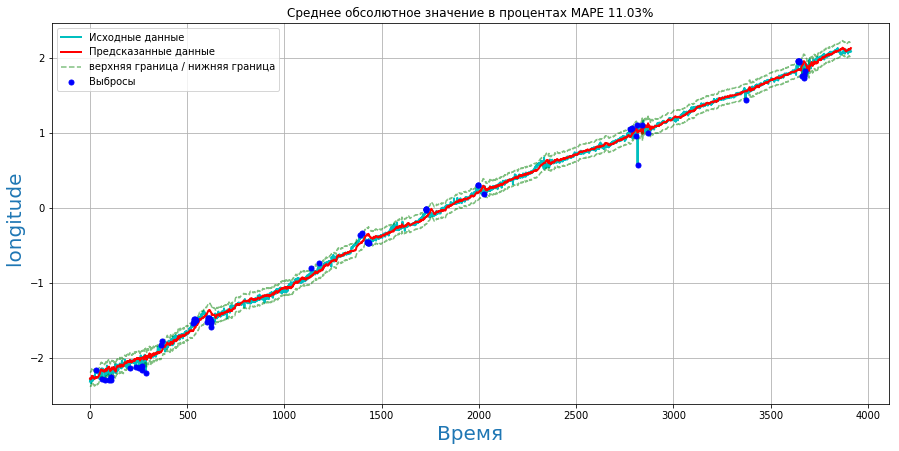 Среднее обсолютное значение в процентах MAPE 11.03%
Исходные данные
Предсказанные данные
верхняя граница / нижняя граница
Выбросы
2
1
0
−1
−2
longitude
0 500 1000 1500 2000 2500 3000 3500 4000
Время